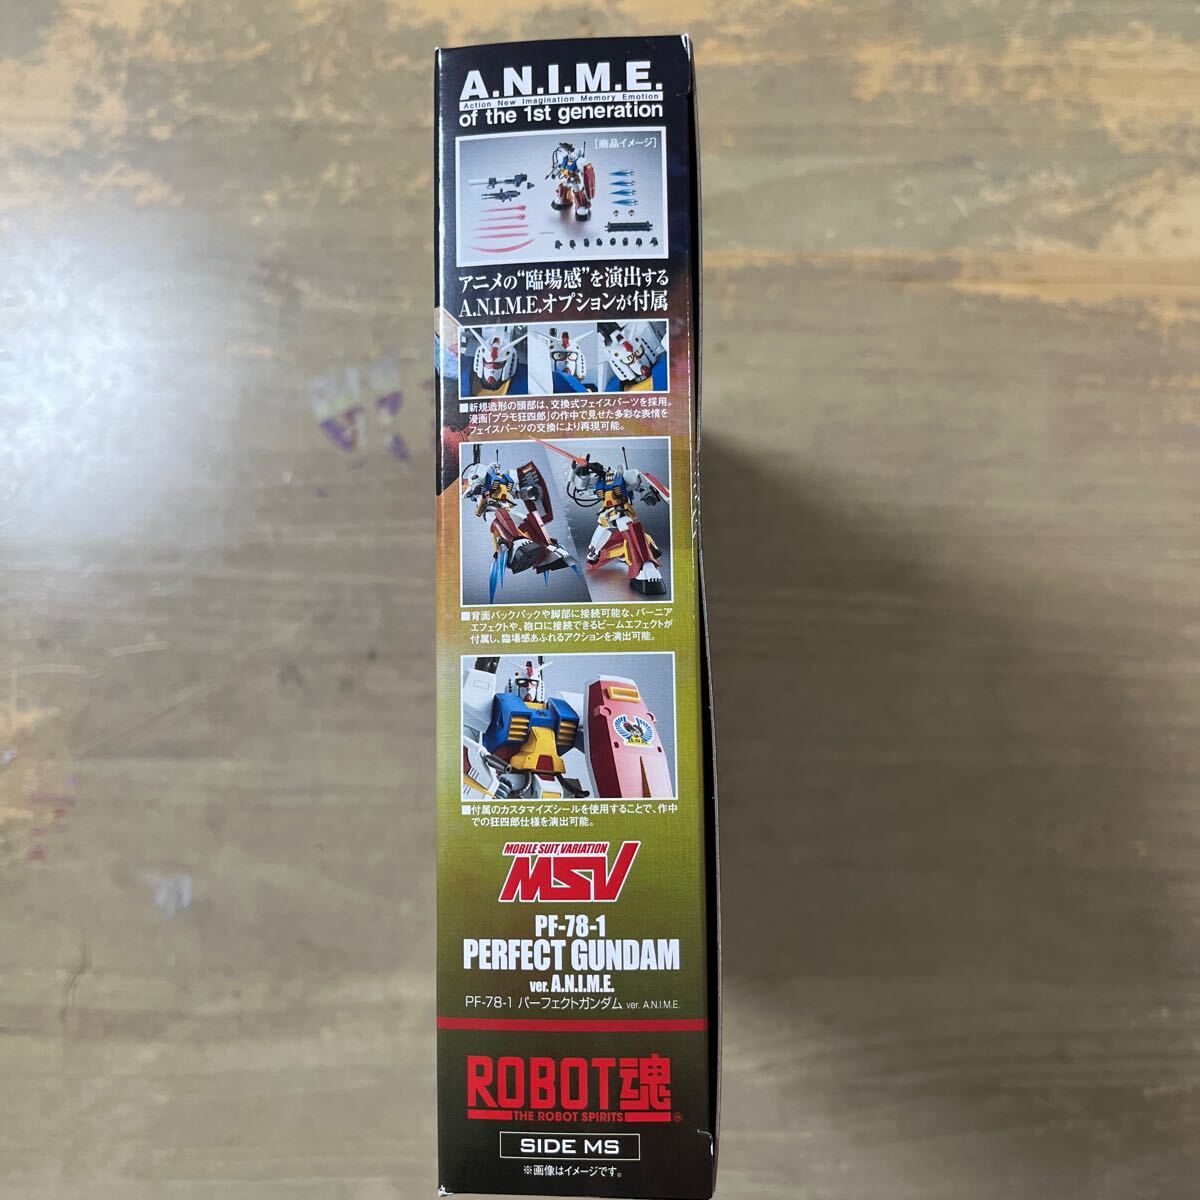 A.N.I.M.E.
Action New Imagination Memory Emotion
of the 1st generation
[商品イメージ]
アニメの“臨場感”を演出する
A.N.I.M.E.オプションが付属
■新規造形の頭部は、交換式フェイスパーツを採用。
漫画「プラモ狂四郎」の作中で見せた多彩な表情を
フェイスパーツの交換により再現可能。
■背面バックパックや脚部に接続可能な、バーニア
エフェクトや、砲口に接続できるビームエフェクトが
付属し、臨場感あふれるアクションを演出可能。
■付属のカスタマイズシールを使用することで、作中
での狂四郎仕様を演出可能。
MOBILE SUIT VARIATION
MSV
PF-78-1
PERFECT GUNDAM
ver. A.N.I.M.E.
PF-78-1 パーフェクトガンダム ver. A.N.I.M.E.
ROBOT魂
THE ROBOT SPIRITS
®
SIDE MS
※画像はイメージです。